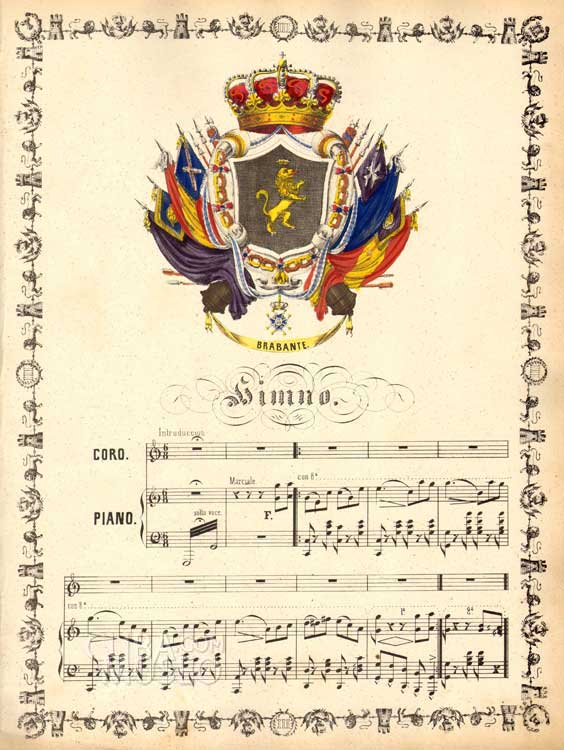 BRABANTE.
Himno.
Introduccion
CORO.
Marciale
con 8ª
PIANO.
sotto voce.
F.
con 8ª
1ª
2ª